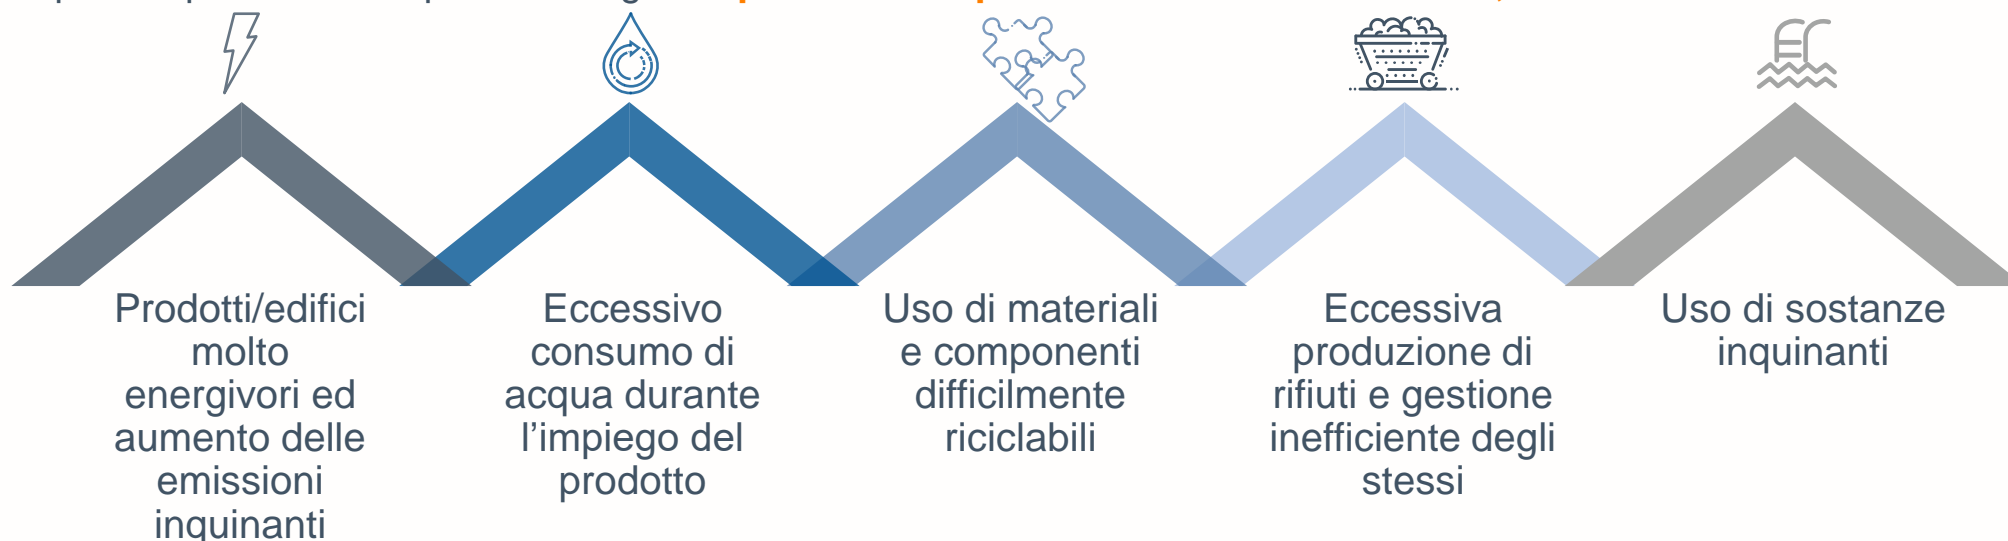 Prodotti/edifici
molto
energivori ed
aumento delle
emissioni
inquinanti
Eccessivo
consumo di
acqua durante
l’impiego del
prodotto
Uso di materiali
e componenti
difficilmente
riciclabili
Eccessiva
produzione di
rifiuti e gestione
inefficiente degli
stessi
Uso di sostanze
inquinanti